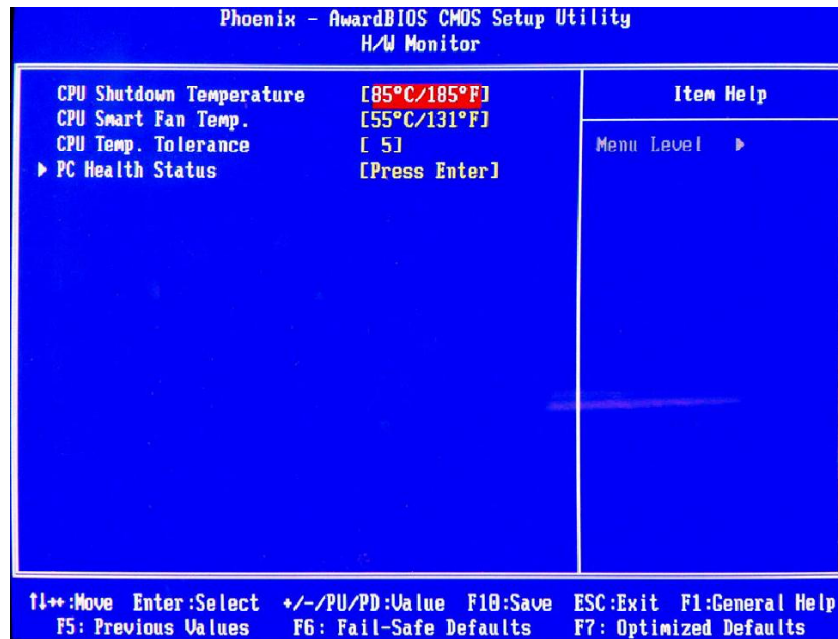 Phoenix - AwardBIOS CMOS Setup Utility
H/W Monitor
CPU Shutdown Temperature [85°C/185°F]
CPU Smart Fan Temp. [55°C/131°F]
CPU Temp. Tolerance [ 5]
▶ PC Health Status [Press Enter]
Item Help
Menu Level ▶
↑↓↔:Move Enter:Select +/-/PU/PD:Value F10:Save ESC:Exit F1:General Help
F5: Previous Values F6: Fail-Safe Defaults F7: Optimized Defaults